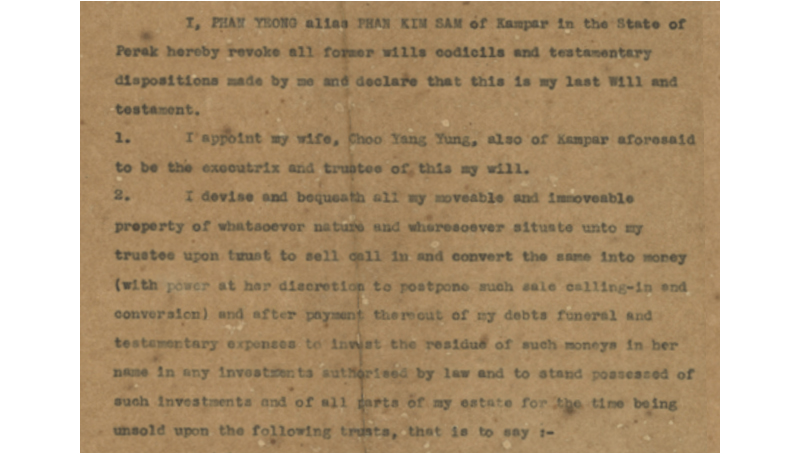 I, PHAN YEONG alias PHAN KIM SAM of Kampar in the State of
Perak hereby revoke all former wills codicils and testamentary
dispositions made by me and declare that this is my last Will and
testament.
1. I appoint my wife, Choo Yang Yung, also of Kampar aforesaid
to be the executrix and trustee of this my will.
2. I devise and bequeath all my moveable and immoveable
property of whatsoever nature and wheresoever situate unto my
trustee upon trust to sell call in and convert the same into money
(with power at her discretion to postpone such sale calling-in and
conversion) and after payment thereout of my debts funeral and
testamentary expenses to invest the residue of such moneys in her
name in any investments authorised by law and to stand possessed of
such investments and of all parts of my estate for the time being
unsold upon the following trusts, that is to say :-